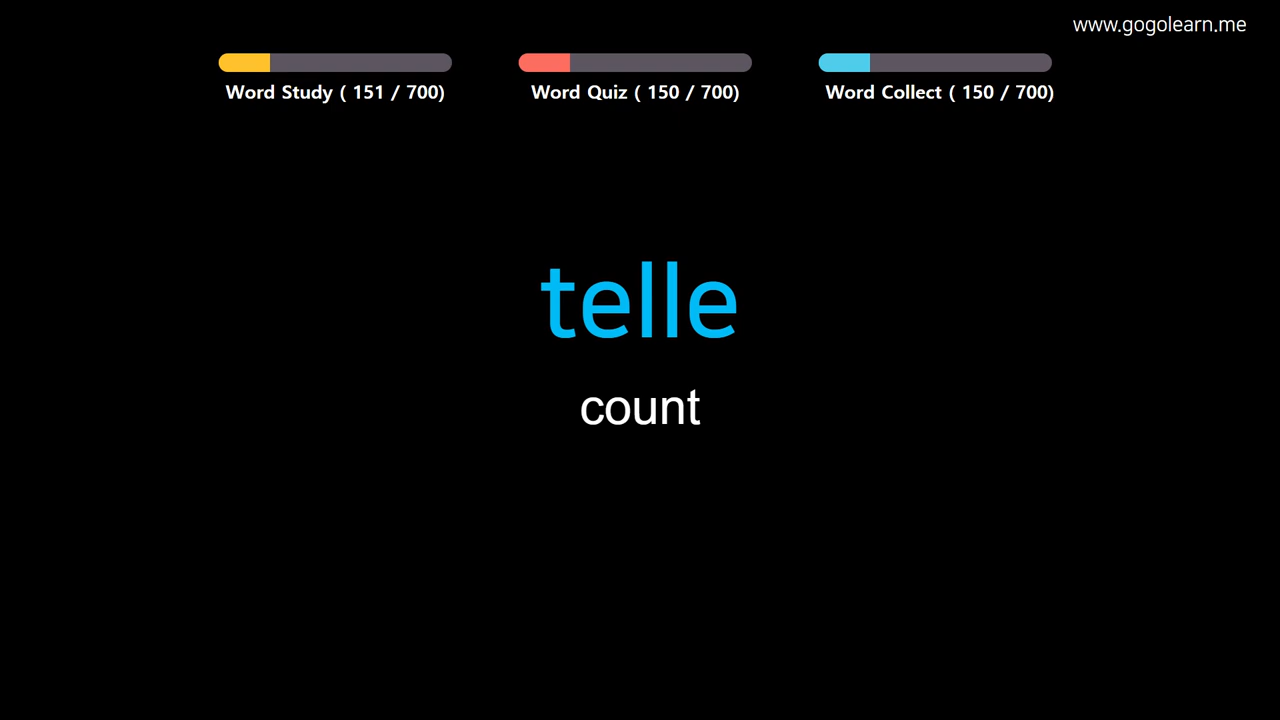 www.gogolearn.me
Word Study ( 151 / 700)
Word Quiz ( 150 / 700)
Word Collect ( 150 / 700)
telle
count